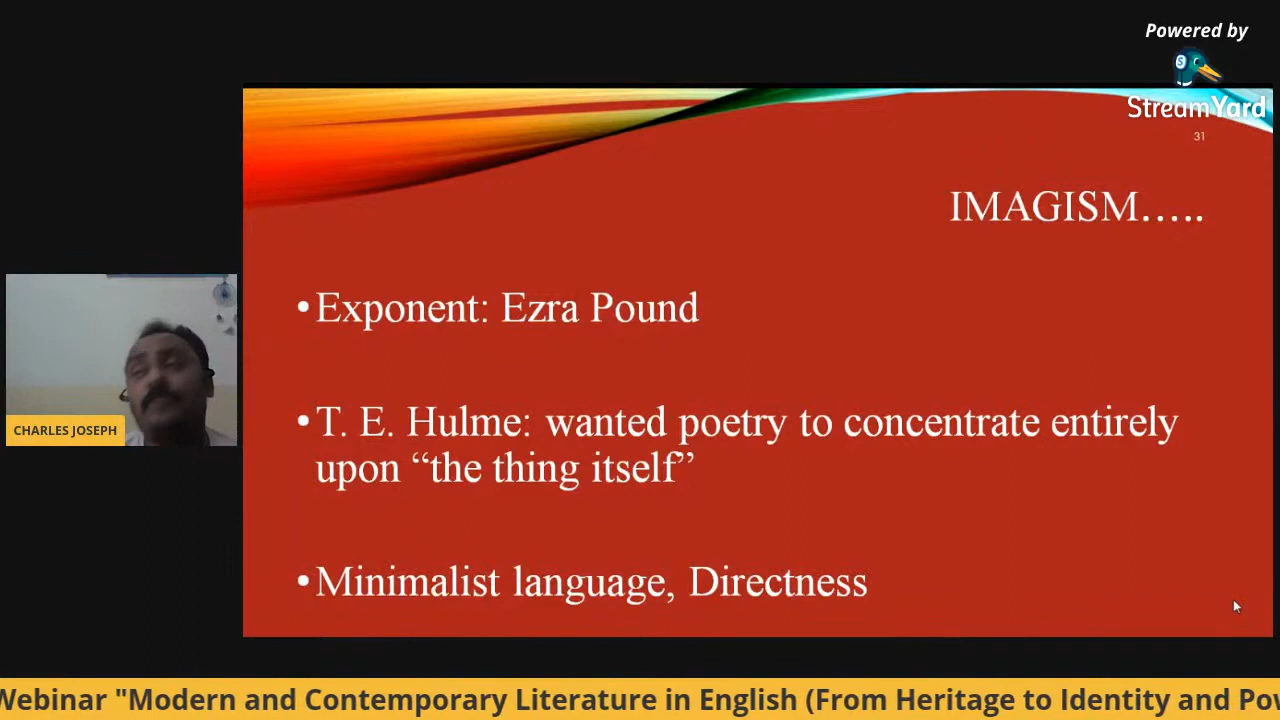 Powered by
StreamYard
31
IMAGISM…..
•Exponent: Ezra Pound
•T. E. Hulme: wanted poetry to concentrate entirely
upon “the thing itself”
•Minimalist language, Directness
CHARLES JOSEPH
Webinar "Modern and Contemporary Literature in English (From Heritage to Identity and